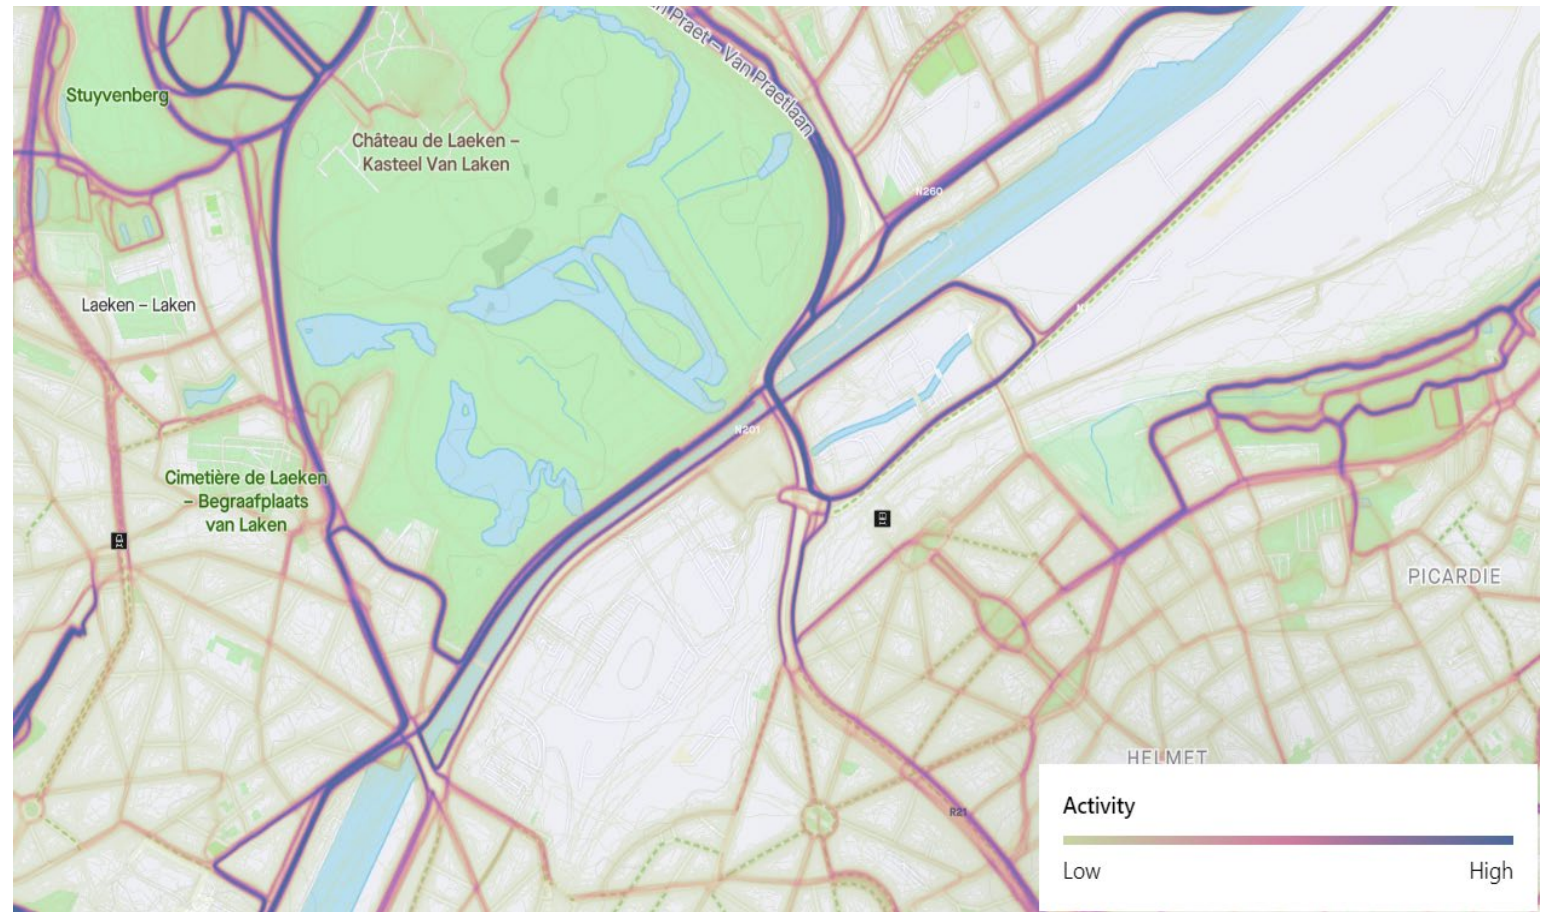 Praet – Van Praetlaan
Stuyvenberg
Château de Laeken –
Kasteel Van Laken
N260
Laeken – Laken
N201
Cimetière de Laeken
– Begraafplaats
van Laken
PICARDIE
HELMET
R21
Activity
Low
High